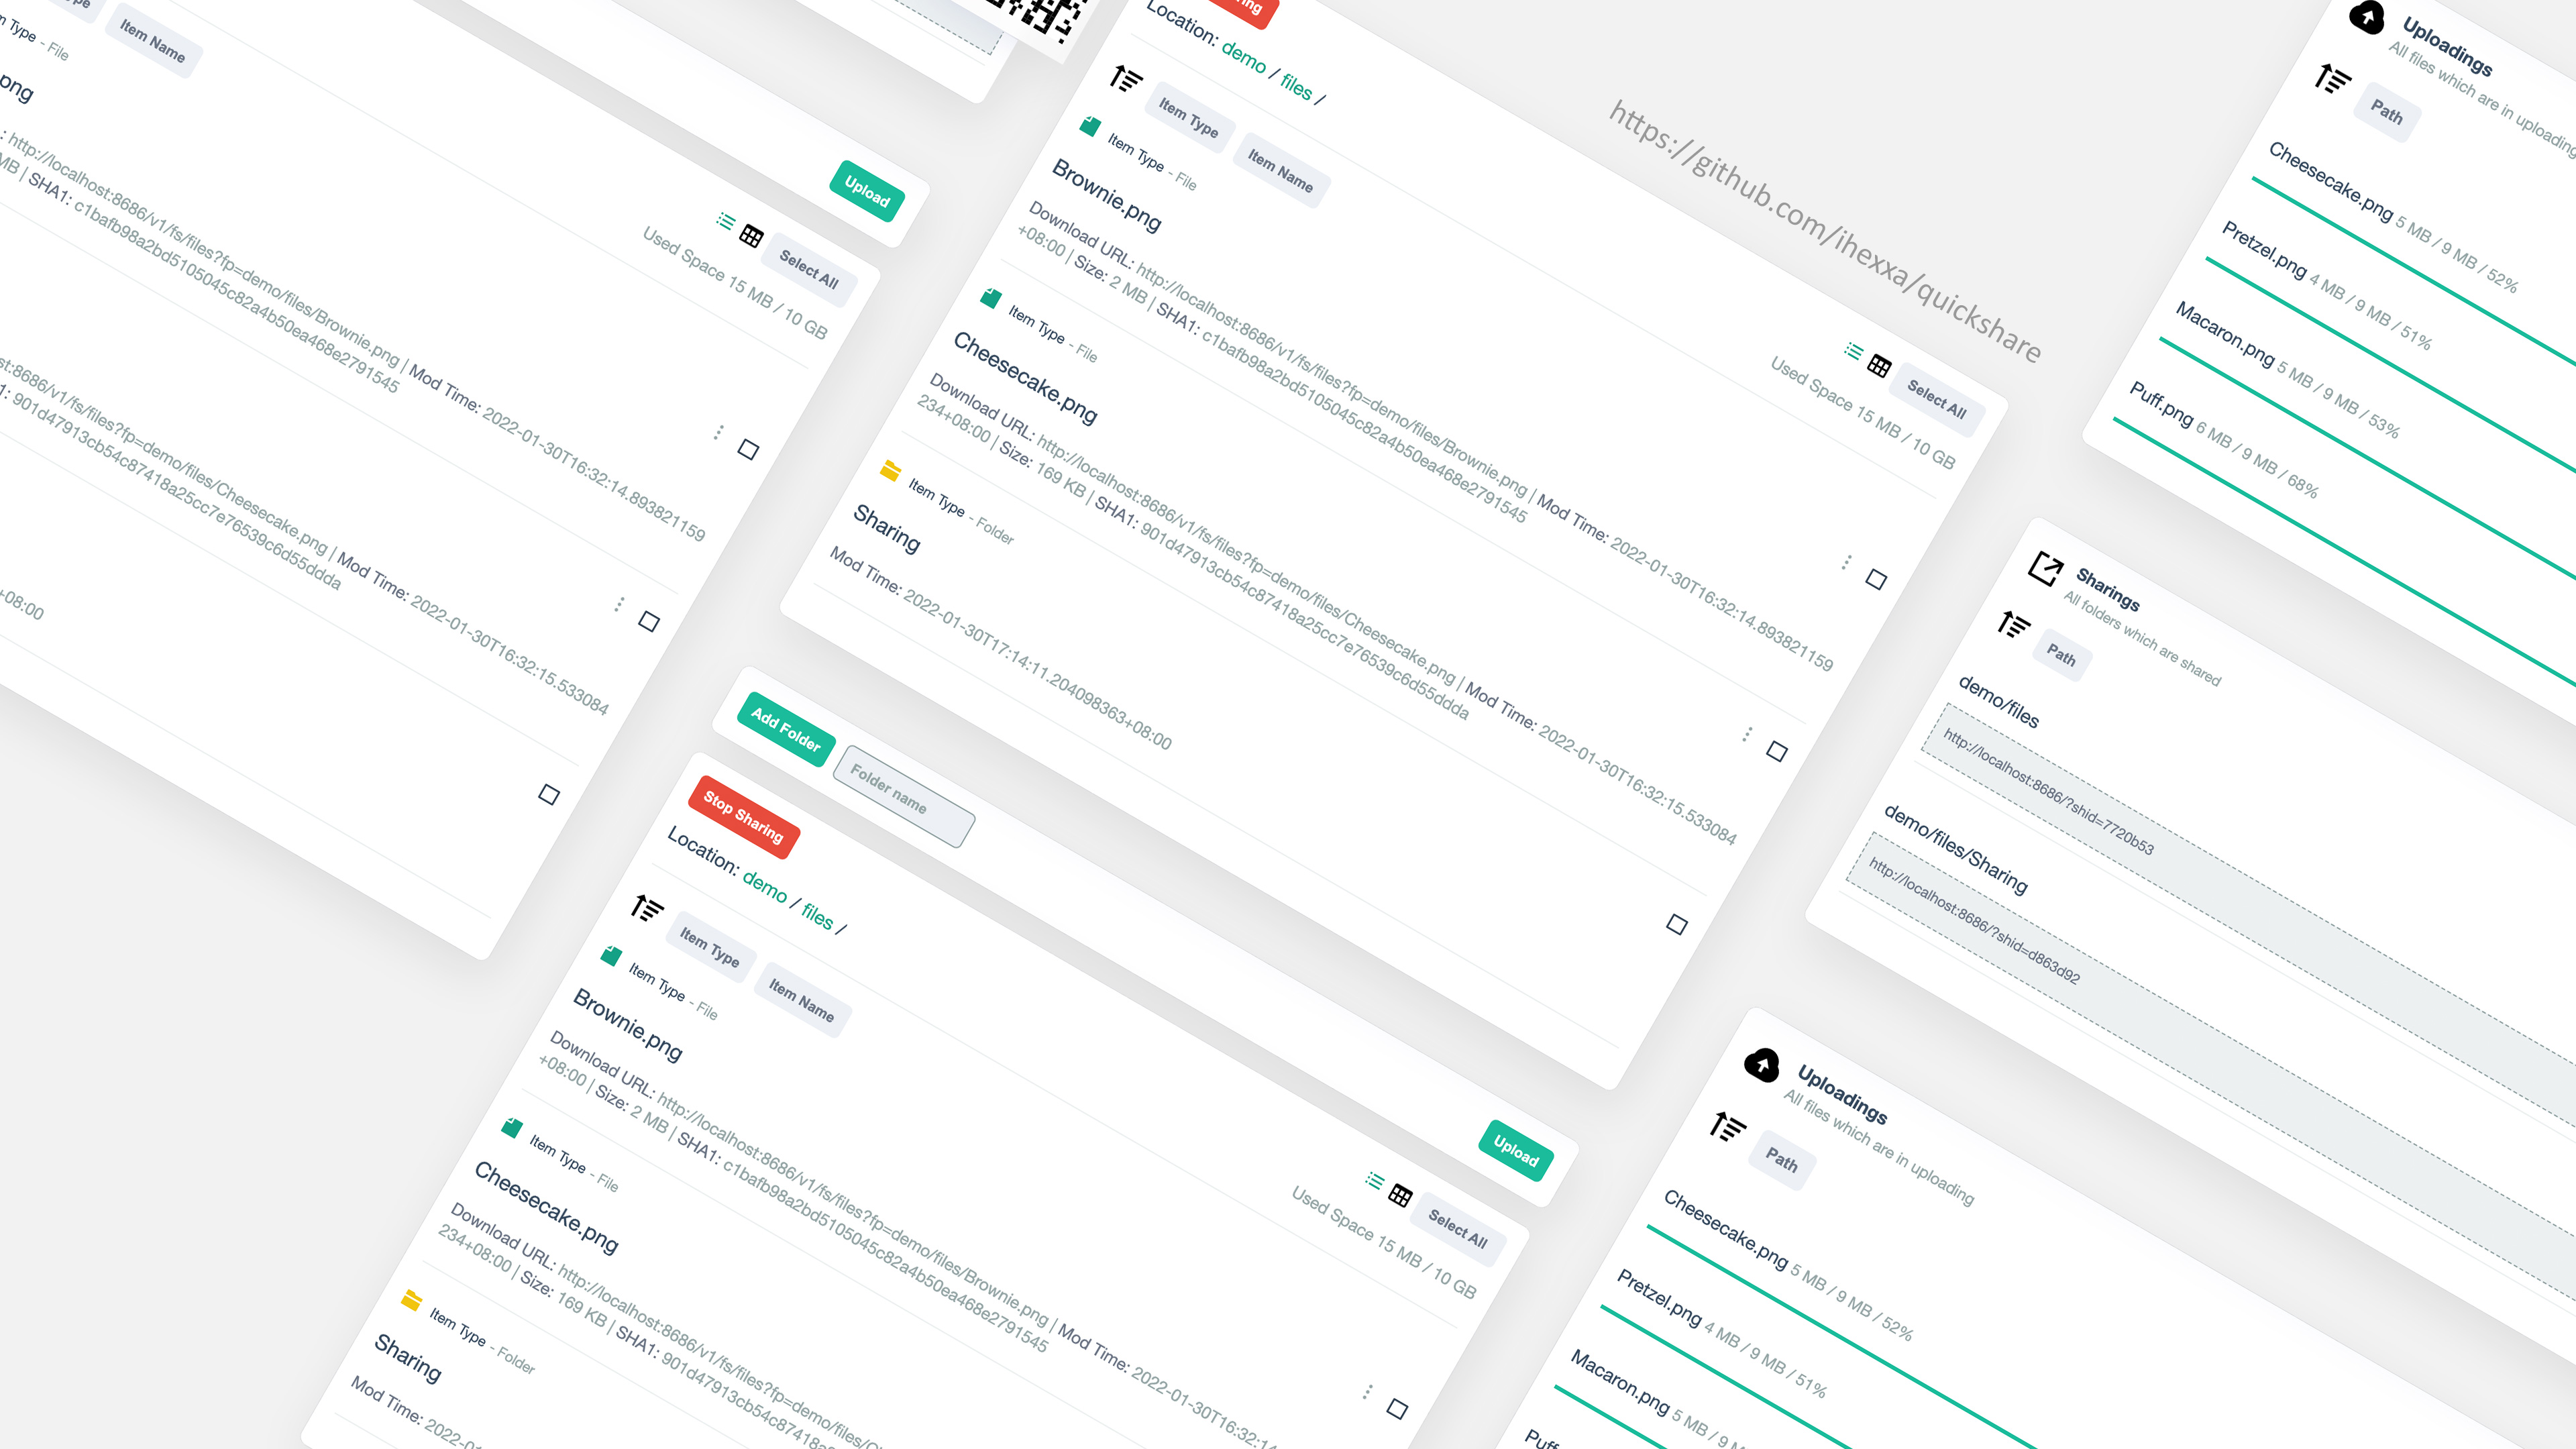 Item Name
Type - File
png
: http://localhost:8686/v1/fs/files?fp=demo/files/Brownie.png | Mod Time: 2022-01-30T16:32:14.893821159
MB | SHA1: c1bafb98a2bd5105045c82a4b50ea468e2791545
Upload
Select All
Used Space 15 MB / 10 GB
host:8686/v1/fs/files?fp=demo/files/Cheesecake.png | Mod Time: 2022-01-30T16:32:15.533084
1: 901d47913cb54c87418a25cc7e76539c6d55ddda
+08:00
ring
Location: demo / files /
Item Type
Item Name
Item Type - File
Brownie.png
Download URL: http://localhost:8686/v1/fs/files?fp=demo/files/Brownie.png | Mod Time: 2022-01-30T16:32:14.893821159
+08:00 | Size: 2 MB | SHA1: c1bafb98a2bd5105045c82a4b50ea468e2791545
Item Type - File
Cheesecake.png
Download URL: http://localhost:8686/v1/fs/files?fp=demo/files/Cheesecake.png | Mod Time: 2022-01-30T16:32:15.533084
234+08:00 | Size: 169 KB | SHA1: 901d47913cb54c87418a25cc7e76539c6d55ddda
Item Type - Folder
Sharing
Mod Time: 2022-01-30T17:14:11.204098363+08:00
Select All
Used Space 15 MB / 10 GB
https://github.com/ihexxa/quickshare
Uploadings
All files which are in uploading
Path
Cheesecake.png 5 MB / 9 MB / 52%
Pretzel.png 4 MB / 9 MB / 51%
Macaron.png 5 MB / 9 MB / 53%
Puff.png 6 MB / 9 MB / 68%
Sharings
All folders which are shared
Path
demo/files
http://localhost:8686/?shid=7720b53
demo/files/Sharing
http://localhost:8686/?shid=d863d92
Add Folder
Folder name
Upload
Stop Sharing
Location: demo / files /
Item Type
Item Name
Select All
Used Space 15 MB / 10 GB
Item Type - File
Brownie.png
Download URL: http://localhost:8686/v1/fs/files?fp=demo/files/Brownie.png | Mod Time: 2022-01-30T16:32:14
+08:00 | Size: 2 MB | SHA1: c1bafb98a2bd5105045c82a4b50ea468e2791545
Item Type - File
Cheesecake.png
Download URL: http://localhost:8686/v1/fs/files?fp=demo/files/C
234+08:00 | Size: 169 KB | SHA1: 901d47913cb54c87418a
Item Type - Folder
Sharing
Mod Time: 2022-01
Uploadings
All files which are in uploading
Path
Cheesecake.png 5 MB / 9 MB / 52%
Pretzel.png 4 MB / 9 MB / 51%
Macaron.png 5 MB / 9 M
Puff